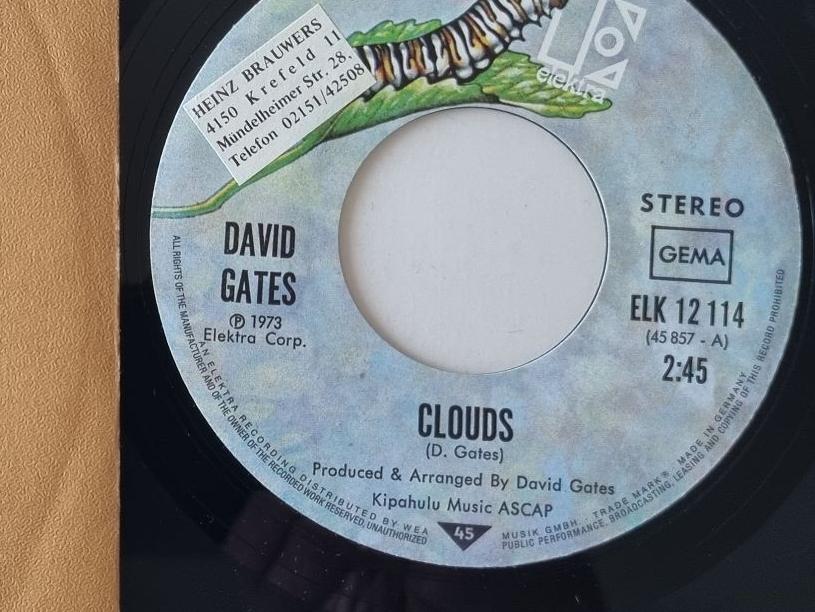 HEINZ BRAUWERS
4150 Krefeld 11
Mündelheimer Str. 28.
Telefon 02151/42508
elektra
STEREO
GEMA
DAVID
GATES
℗ 1973
Elektra Corp.
ELK 12 114
(45 857 - A)
2:45
CLOUDS
(D. Gates)
Produced & Arranged By David Gates
Kipahulu Music ASCAP
45
AN ELEKTRA RECORDING DISTRIBUTED BY WEA MUSIK GMBH. TRADE MARK® MADE IN GERMANY
ALL RIGHTS OF THE MANUFACTURER AND OF THE OWNER OF THE RECORDED WORK RESERVED, UNAUTHORIZED PUBLIC PERFORMANCE, BROADCASTING, LEASING AND COPYING OF THIS RECORD PROHIBITED